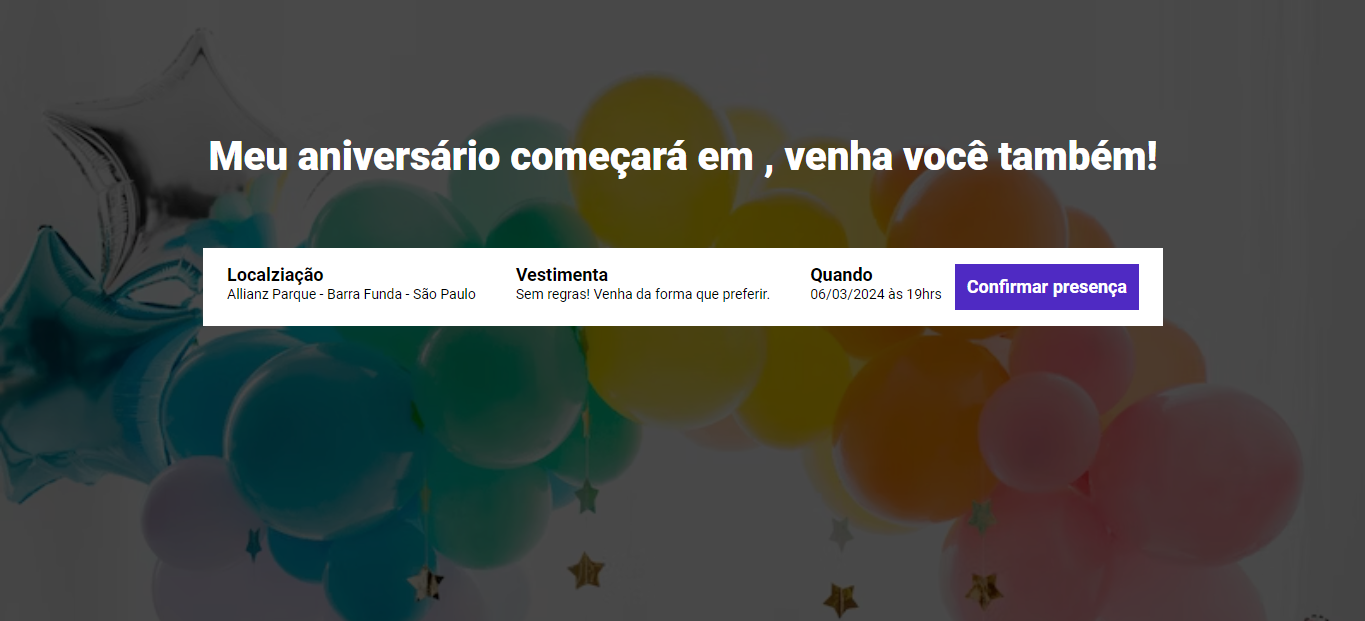 Meu aniversário começará em , venha você também!
Localziação
Allianz Parque - Barra Funda - São Paulo
Vestimenta
Sem regras! Venha da forma que preferir.
Quando
06/03/2024 às 19hrs
Confirmar presença